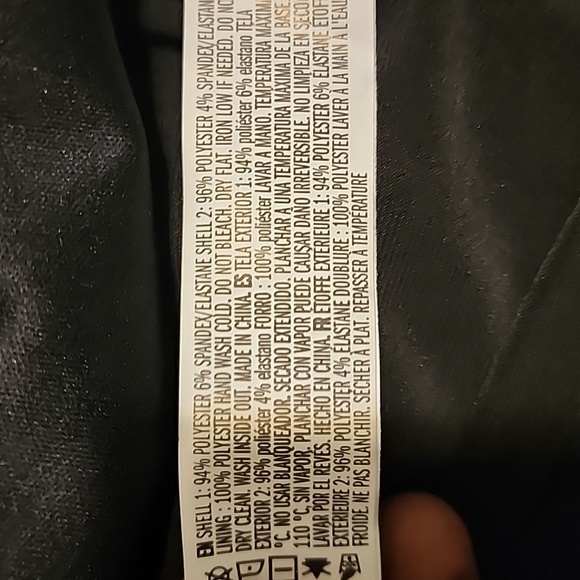 EN SHELL 1: 94% POLYESTER 6% SPANDEX/ELASTANE SHELL 2: 96% POLYESTER 4% SPANDEX/ELASTAN
LINING : 100% POLYESTER HAND WASH COLD. DO NOT BLEACH. DRY FLAT. IRON LOW IF NEEDED. DO NO
DRY CLEAN. WASH INSIDE OUT. MADE IN CHINA. ES TELA EXTERIOR 1: 94% poliéster 6% elastano TELA
EXTERIOR 2: 96% poliéster 4% elastano FORRO : 100% poliéster LAVAR A MANO. TEMPERATURA MÁXIMA
°C. NO USAR BLANQUEADOR. SECADO EXTENDIDO. PLANCHAR A UNA TEMPERATURA MÁXIMA DE LA BASE
110 °C, SIN VAPOR. PLANCHAR CON VAPOR PUEDE CAUSAR DAÑO IRREVERSIBLE. NO LIMPIEZA EN SECO
LAVAR POR EL REVES. HECHO EN CHINA. FR ÉTOFFE EXTERIEURE 1: 94% POLYESTER 6% ELASTANE ÉTOFF
EXTERIEURE 2: 96% POLYESTER 4% ELASTANE DOUBLURE : 100% POLYESTER LAVER À LA MAIN À L'EAU
FROIDE. NE PAS BLANCHIR. SÉCHER À PLAT. REPASSER À TEMPÉRATURE